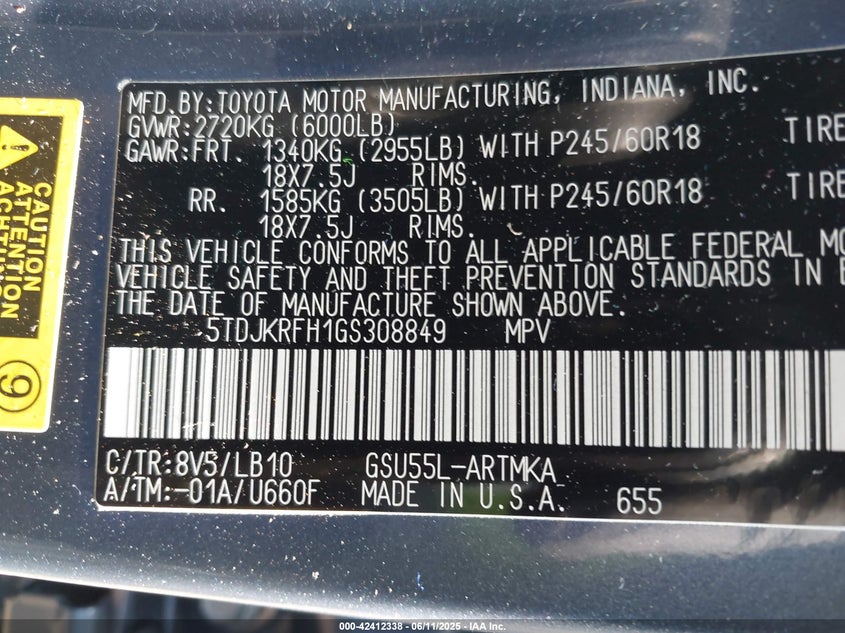 MFD.BY:TOYOTA MOTOR MANUFACTURING, INDIANA, INC.
GVWR:2720KG (6000LB)
GAWR:FRT. 1340KG (2955LB) WITH P245/60R18 TIRE
18X7.5J RIMS.
RR. 1585KG (3505LB) WITH P245/60R18 TIRE
18X7.5J RIMS.
THIS VEHICLE CONFORMS TO ALL APPLICABLE FEDERAL MO
VEHICLE SAFETY AND THEFT PREVENTION STANDARDS IN E
THE DATE OF MANUFACTURE SHOWN ABOVE.
5TDJKRFH1GS308849 MPV
C/TR:8V5/LB10 GSU55L-ARTMKA
A/TM:-01A/U660F MADE IN U.S.A. 655
CAUTION
ATTENTION
ACHTUNG
9
000-42412338 - 06/11/2025 - IAA Inc.